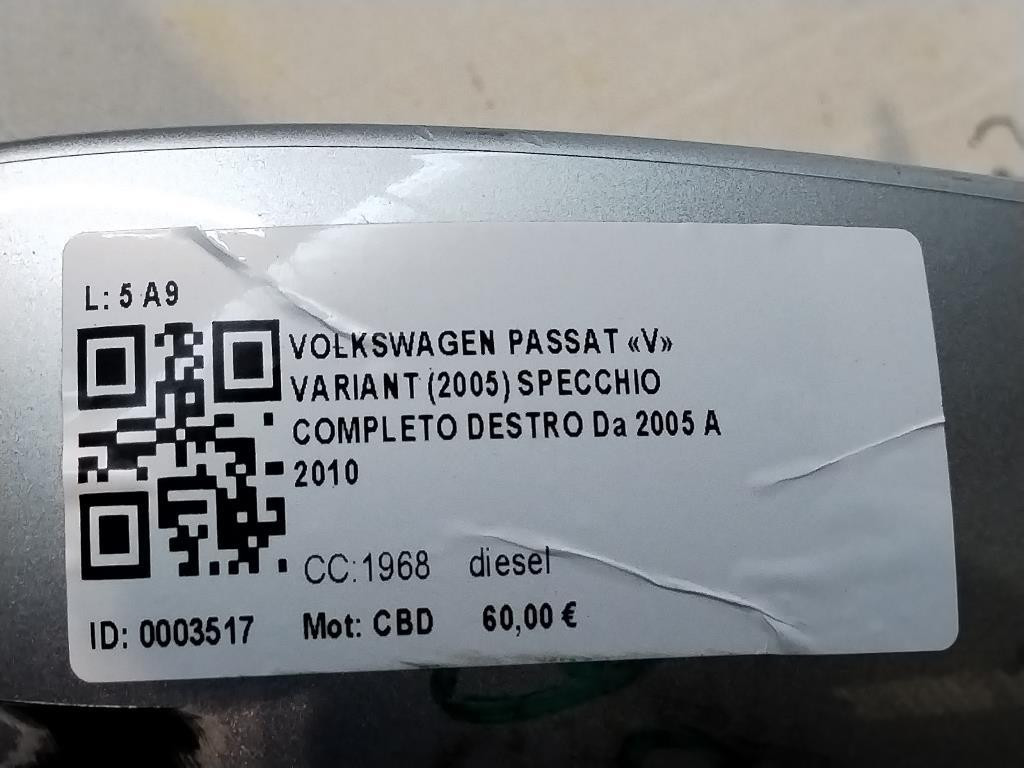 L: 5 A9
VOLKSWAGEN PASSAT «V»
VARIANT (2005) SPECCHIO
COMPLETO DESTRO Da 2005 A
2010
CC:1968 diesel
ID: 0003517 Mot: CBD 60,00 €